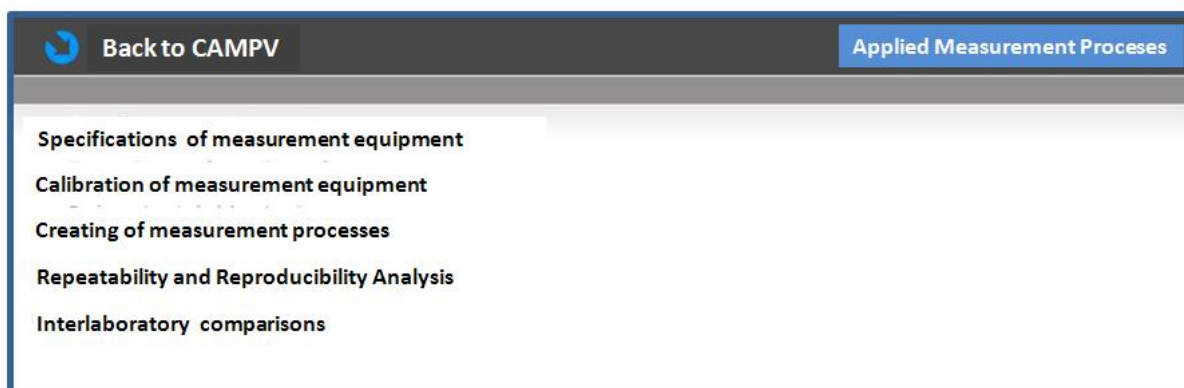 Back to CAMPV
Applied Measurement Proceses
Specifications of measurement equipment
Calibration of measurement equipment
Creating of measurement processes
Repeatability and Reproducibility Analysis
Interlaboratory comparisons